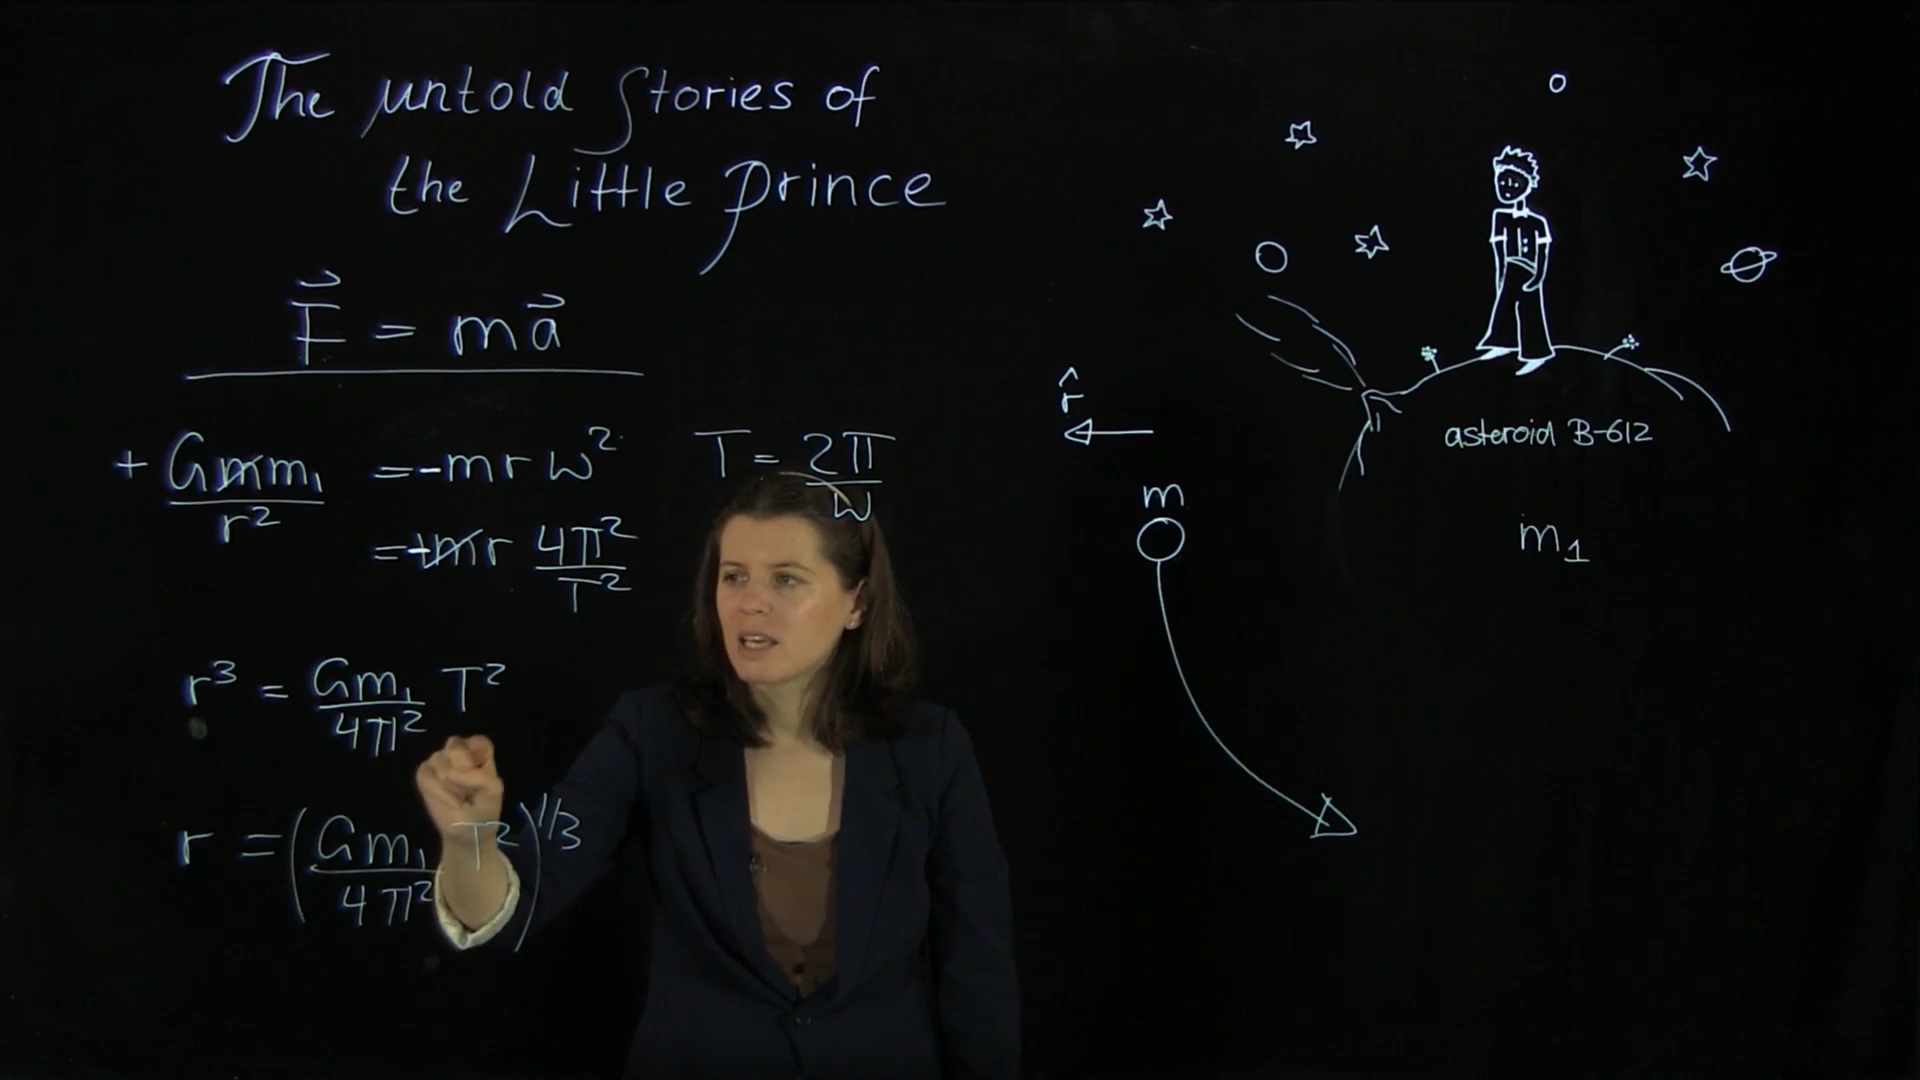 The untold Stories of
the Little Prince
F⃗ = ma⃗
+ Gmm₁/r² = -mrω²
= +mr 4π²/T²
T = 2π/ω
r³ = Gm₁/4π² T²
r = (Gm₁/4π² T²)^1/3
r̂
m
asteroid B-612
m₁